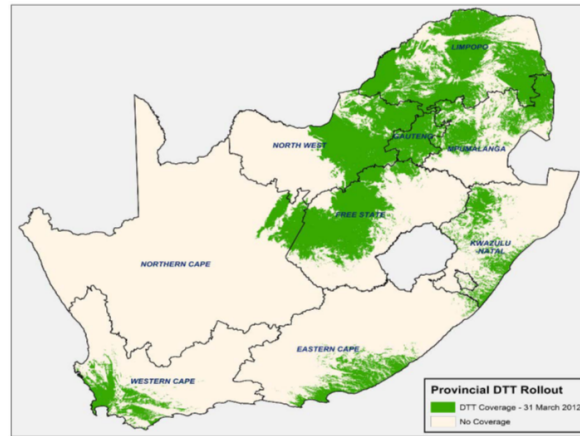 LIMPOPO
NORTH WEST
GAUTENG
MPUMALANGA
FREE STATE
KWAZULU
NATAL
NORTHERN CAPE
EASTERN CAPE
WESTERN CAPE
Provincial DTT Rollout
DTT Coverage - 31 March 2012
No Coverage